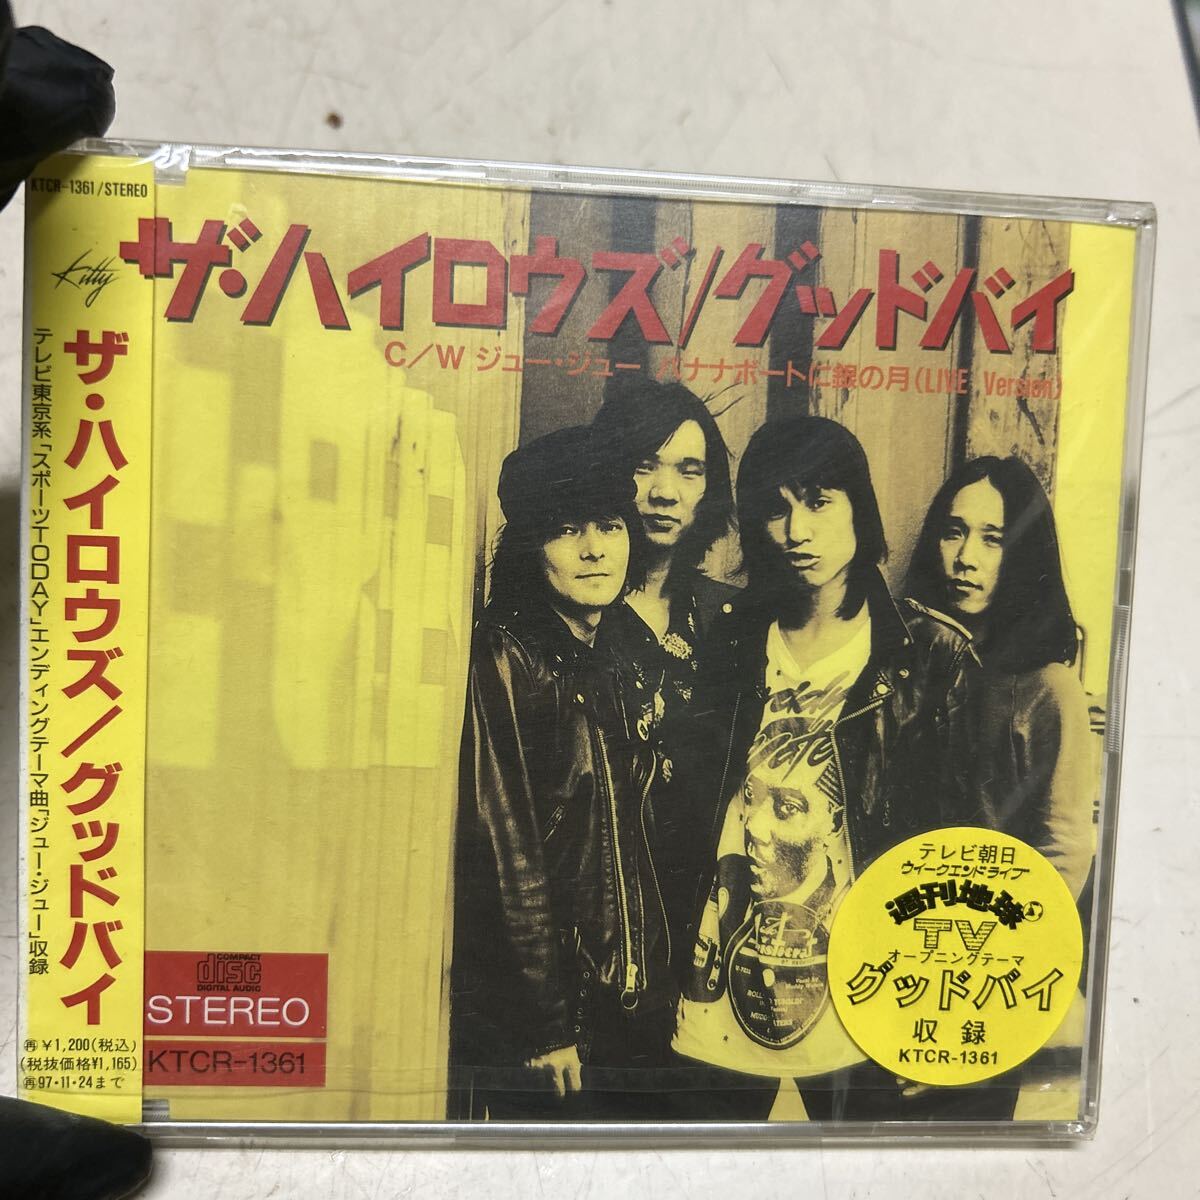 KTCR-1361/STEREO
Kitty
ザ・ハイロウズ/グッドバイ
テレビ東京系「スポーツTODAY」エンディングテーマ曲「ジュー・ジュー」収録
再¥1,200(税込)
(税抜価格¥1,165)
再97・11・24まで
ザ・ハイロウズ/グッドバイ
C/W ジュー・ジュー バナナボートに銀の月(LIVE Version)
COMPACT
disc
DIGITAL AUDIO
STEREO
KTCR-1361
テレビ朝日
ウィークエンドライブ
週刊地球
TV
オープニングテーマ
グッドバイ
収録
KTCR-1361